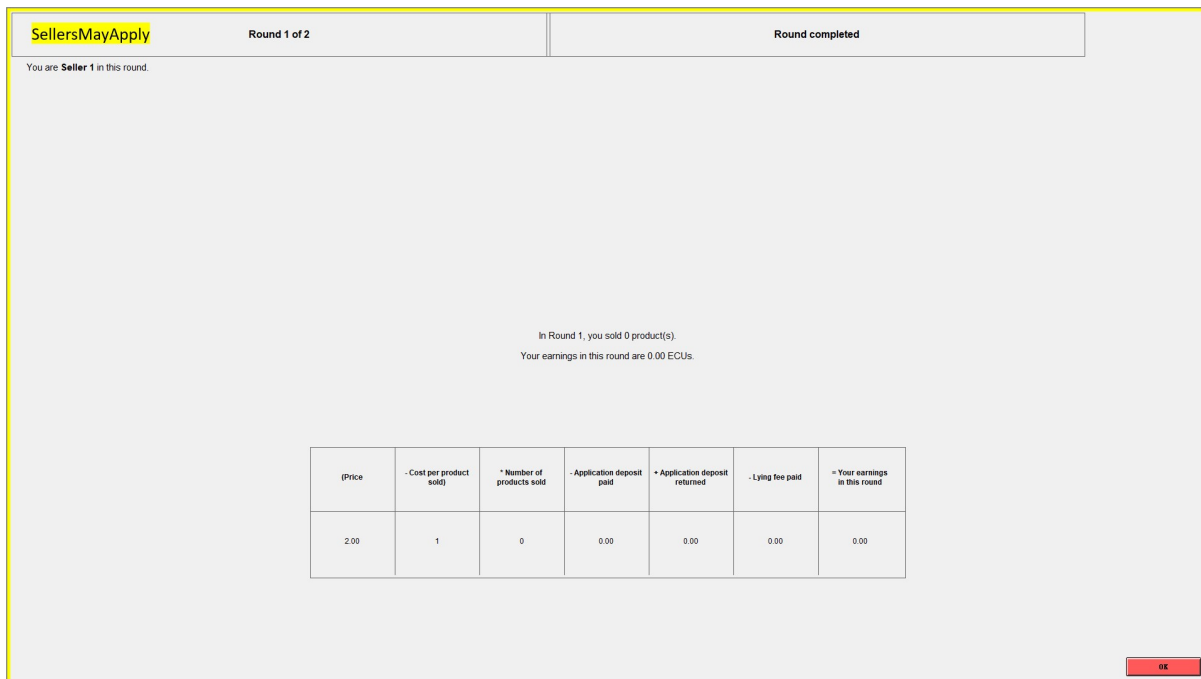 SellersMayApply Round 1 of 2 Round completed
You are Seller 1 in this round.
In Round 1, you sold 0 product(s).
Your earnings in this round are 0.00 ECUs.
(Price - Cost per product sold) * Number of products sold - Application deposit paid + Application deposit returned - Lying fee paid = Your earnings in this round
2.00 1 0 0.00 0.00 0.00 0.00
OK